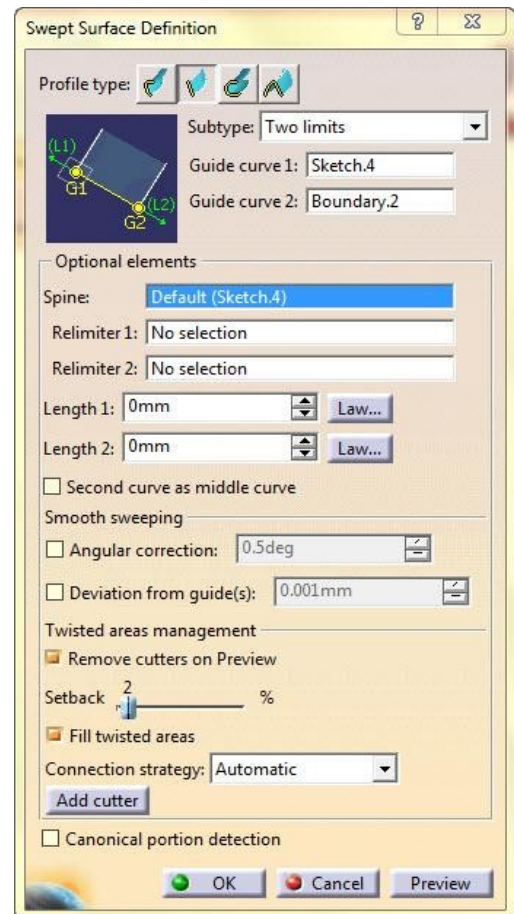 Swept Surface Definition
Profile type:
Subtype: Two limits
(L1)
G1
Guide curve 1: Sketch.4
(L2)
G2
Guide curve 2: Boundary.2
Optional elements
Spine: Default (Sketch.4)
Relimiter 1: No selection
Relimiter 2: No selection
Length 1: 0mm Law...
Length 2: 0mm Law...
Second curve as middle curve
Smooth sweeping
Angular correction: 0.5deg
Deviation from guide(s): 0.001mm
Twisted areas management
Remove cutters on Preview
Setback 2 %
Fill twisted areas
Connection strategy: Automatic
Add cutter
Canonical portion detection
OK Cancel Preview